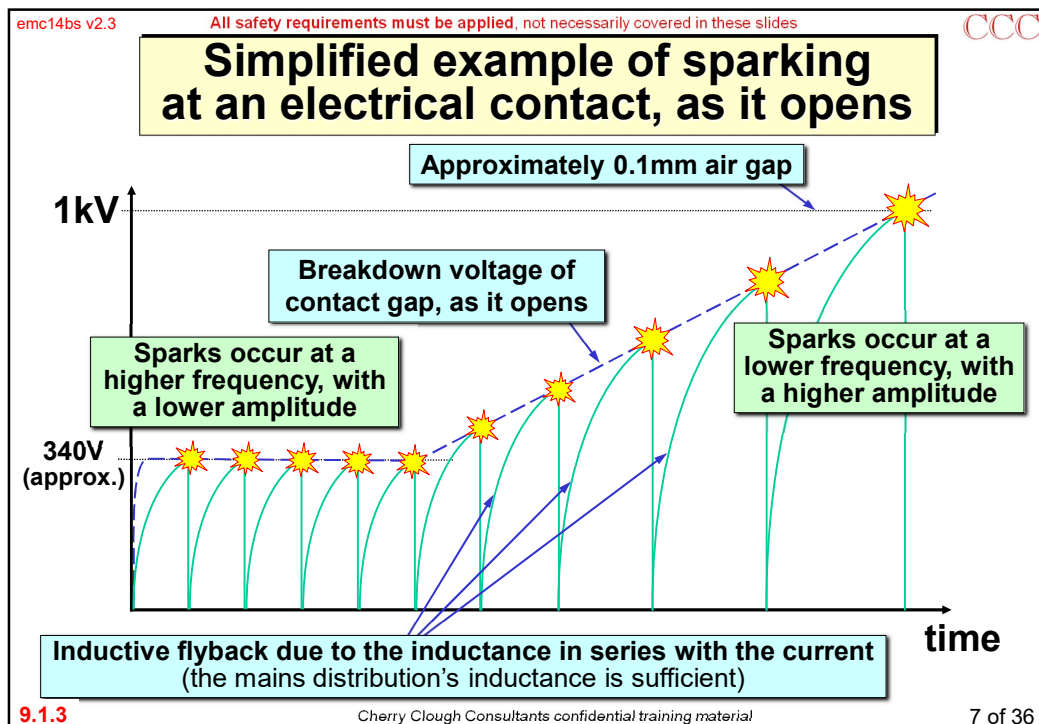 emc14bs v2.3
All safety requirements must be applied, not necessarily covered in these slides
CCC
Simplified example of sparking
at an electrical contact, as it opens
Approximately 0.1mm air gap
1kV
Breakdown voltage of
contact gap, as it opens
Sparks occur at a
higher frequency, with
a lower amplitude
Sparks occur at a
lower frequency, with
a higher amplitude
340V
(approx.)
time
Inductive flyback due to the inductance in series with the current
(the mains distribution's inductance is sufficient)
9.1.3
Cherry Clough Consultants confidential training material
7 of 36